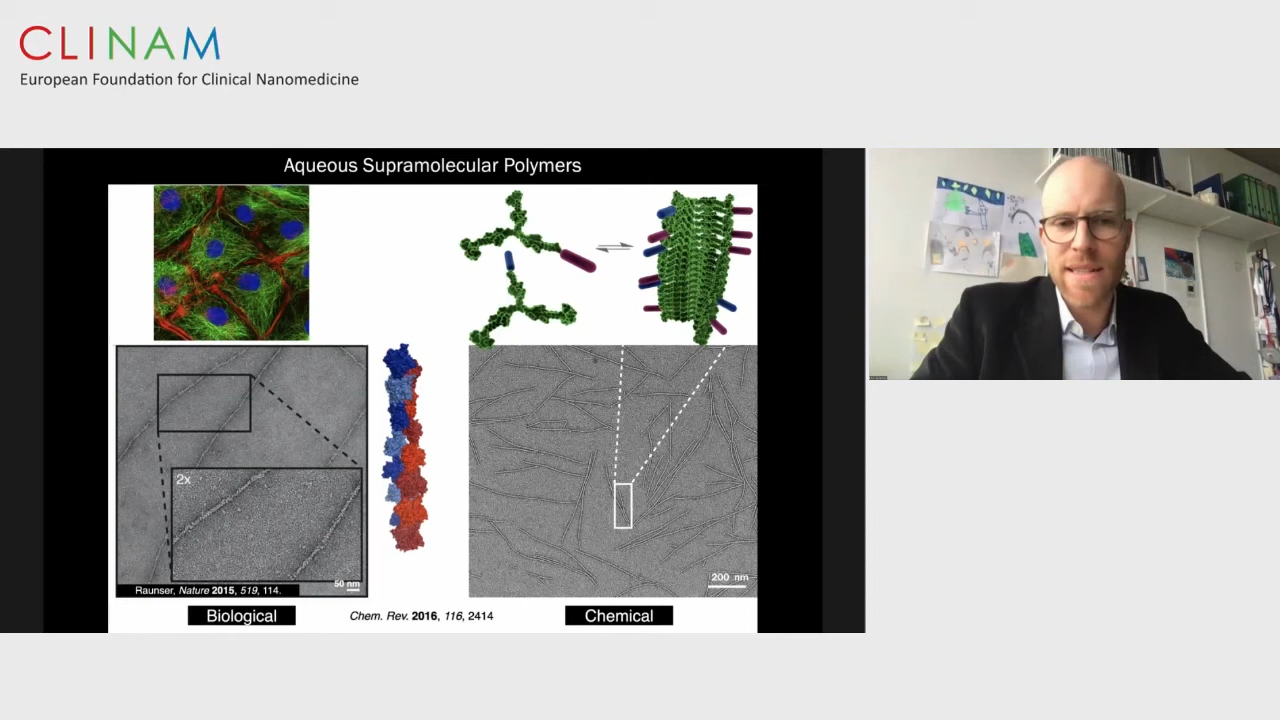 CLINAM
European Foundation for Clinical Nanomedicine
Aqueous Supramolecular Polymers
2x
50 nm
Raunser, Nature 2015, 519, 114.
200 nm
Biological
Chem. Rev. 2016, 116, 2414
Chemical